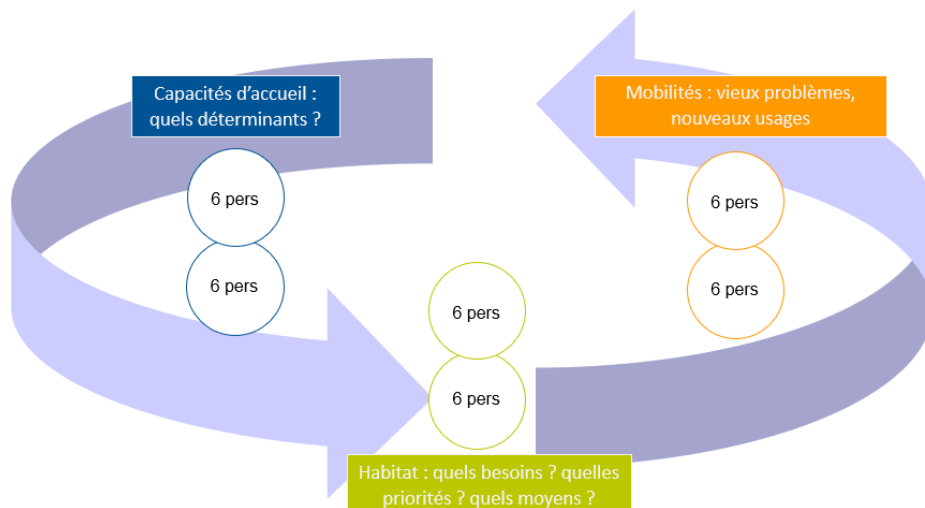 Capacités d'accueil :
quels déterminants ?
6 pers
6 pers
Mobilités : vieux problèmes,
nouveaux usages
6 pers
6 pers
6 pers
6 pers
Habitat : quels besoins ? quelles
priorités ? quels moyens ?